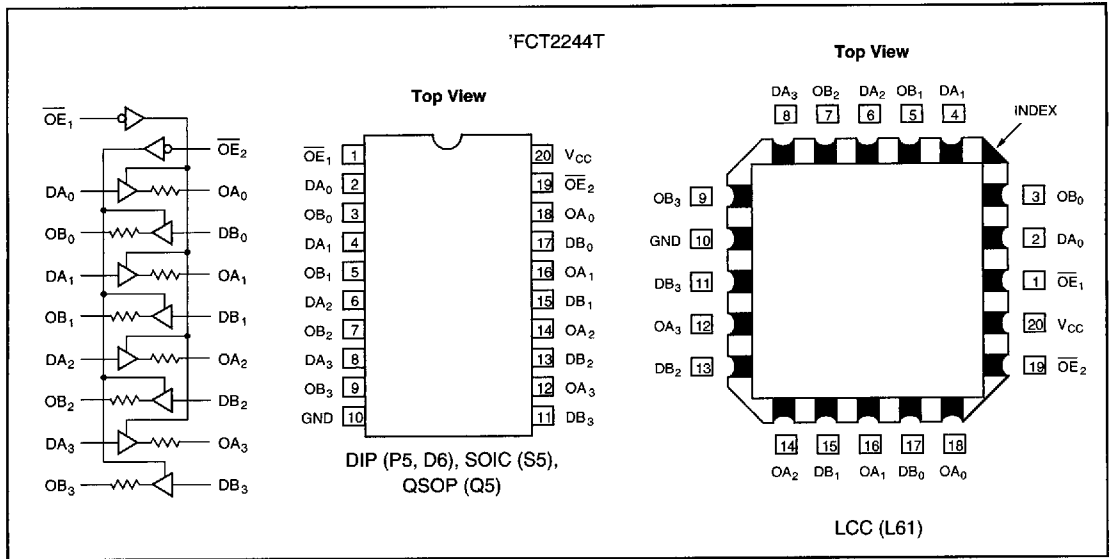 'FCT2244T
OE₁
OE₂
DA₀ OA₀
OB₀ DB₀
DA₁ OA₁
OB₁ DB₁
DA₂ OA₂
OB₂ DB₂
DA₃ OA₃
OB₃ DB₃
Top View
OE₁ 1 20 V_CC
DA₀ 2 19 OE₂
OB₀ 3 18 OA₀
DA₁ 4 17 DB₀
OB₁ 5 16 OA₁
DA₂ 6 15 DB₁
OB₂ 7 14 OA₂
DA₃ 8 13 DB₂
OB₃ 9 12 OA₃
GND 10 11 DB₃
DIP (P5, D6), SOIC (S5),
QSOP (Q5)
Top View
DA₃ OB₂ DA₂ OB₁ DA₁
8 7 6 5 4
INDEX
OB₃ 9 3 OB₀
GND 10 2 DA₀
DB₃ 11 1 OE₁
OA₃ 12 20 V_CC
DB₂ 13 19 OE₂
14 15 16 17 18
OA₂ DB₁ OA₁ DB₀ OA₀
LCC (L61)